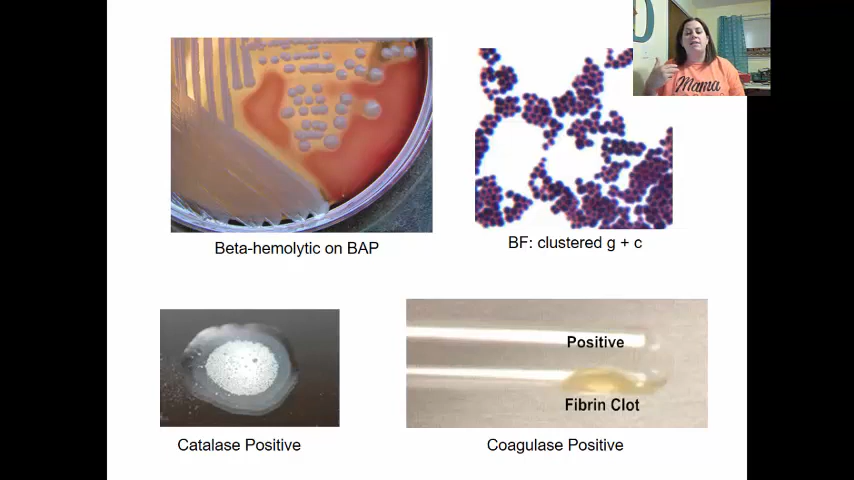 Mama
Beta-hemolytic on BAP
BF: clustered g + c
Positive
Fibrin Clot
Catalase Positive
Coagulase Positive